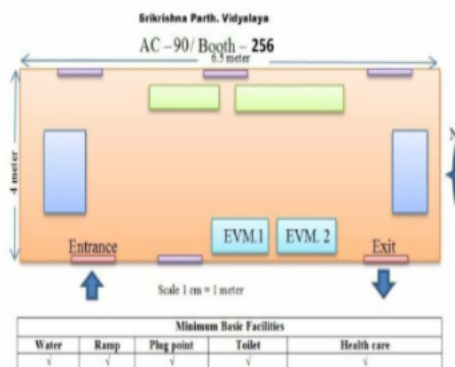 Srikrishna Parth. Vidyalaya
AC – 90/ Booth – 256
6.5 meter
4 meter
N
EVM.1 EVM. 2
Entrance Exit
Scale 1 cm = 1 meter
Minimum Basic Facilities
Water Ramp Plug point Toilet Health care
√ √ √ √ √